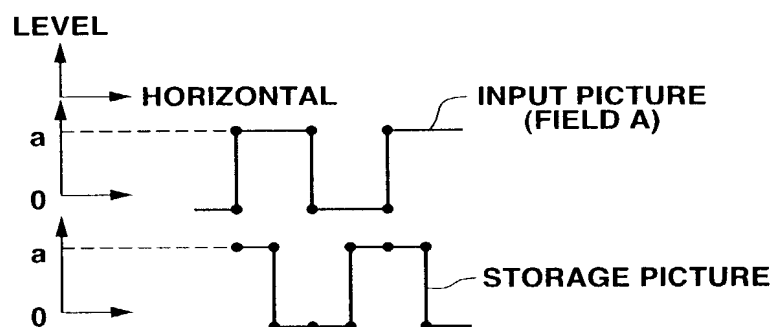 LEVEL
HORIZONTAL
INPUT PICTURE
(FIELD A)
a
0
a
STORAGE PICTURE
0